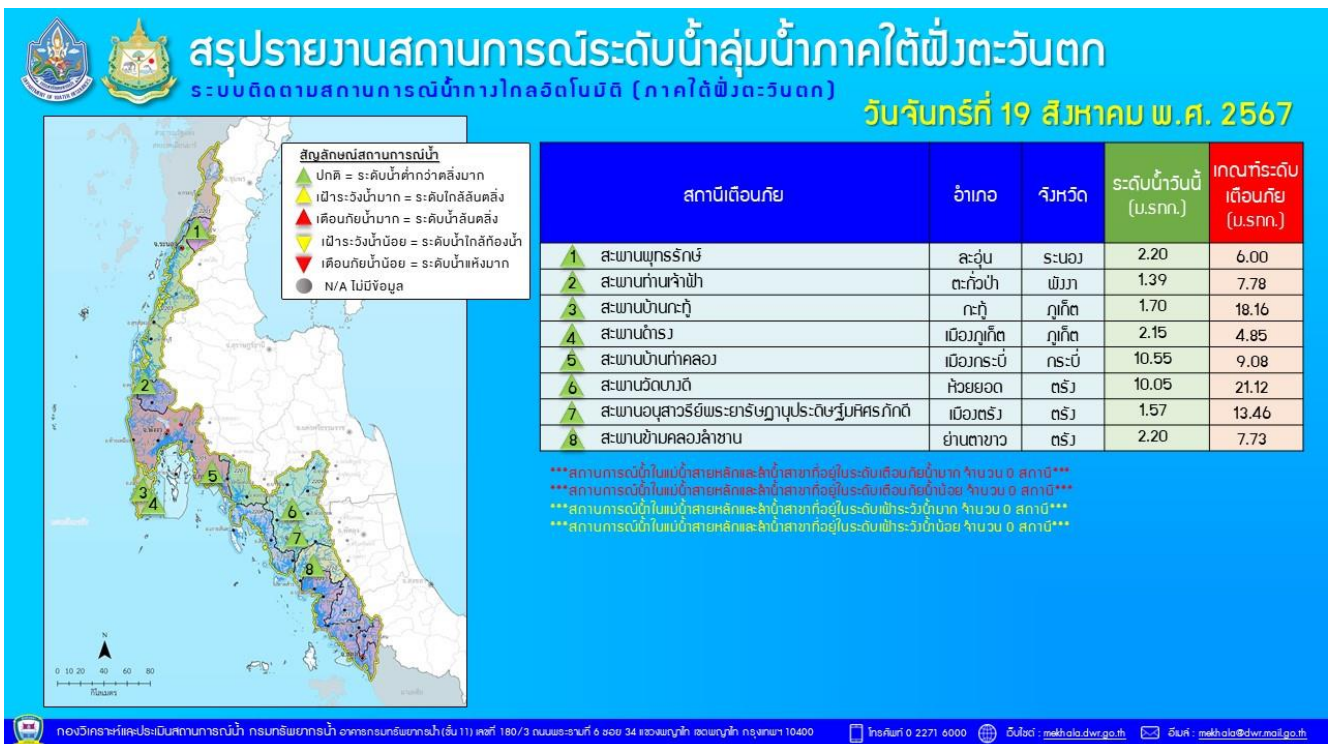 สรุปรายงานสถานการณ์ระดับน้ำลุ่มน้ำภาคใต้ฝั่งตะวันตก
ระบบติดตามสถานการณ์น้ำทางไกลอัตโนมัติ (ภาคใต้ฝั่งตะวันตก)
วันจันทร์ที่ 19 สิงหาคม พ.ศ. 2567
สัญลักษณ์สถานการณ์น้ำ
ปกติ = ระดับน้ำต่ำกว่าตลิ่งมาก
เฝ้าระวังน้ำมาก = ระดับใกล้ล้นตลิ่ง
เตือนภัยน้ำมาก = ระดับน้ำล้นตลิ่ง
เฝ้าระวังน้ำน้อย = ระดับน้ำใกล้ท้องน้ำ
เตือนภัยน้ำน้อย = ระดับน้ำแห้งมาก
N/A ไม่มีข้อมูล
1
2
3
4
5
6
7
8
N
0 10 20 40 60 80
กิโลเมตร
สถานีเตือนภัย อำเภอ จังหวัด ระดับน้ำวันนี้ (ม.รทก.) เกณฑ์ระดับเตือนภัย (ม.รทก.)
1 สะพานพุทธรักษ์ ละอุ่น ระนอง 2.20 6.00
2 สะพานท่านเจ้าฟ้า ตะกั่วป่า พังงา 1.39 7.78
3 สะพานบ้านกะทู้ กะทู้ ภูเก็ต 1.70 18.16
4 สะพานดำรง เมืองภูเก็ต ภูเก็ต 2.15 4.85
5 สะพานบ้านท่าคลอง เมืองกระบี่ กระบี่ 10.55 9.08
6 สะพานวัดบางดี ห้วยยอด ตรัง 10.05 21.12
7 สะพานอนุสาวรีย์พระยารัษฎานุประดิษฐ์มหิศรภักดี เมืองตรัง ตรัง 1.57 13.46
8 สะพานข้ามคลองลำชาน ย่านตาขาว ตรัง 2.20 7.73
***สถานการณ์น้ำในแม่น้ำสายหลักและลำน้ำสาขาที่อยู่ในระดับเตือนภัยน้ำมาก จำนวน 0 สถานี***
***สถานการณ์น้ำในแม่น้ำสายหลักและลำน้ำสาขาที่อยู่ในระดับเตือนภัยน้ำน้อย จำนวน 0 สถานี***
***สถานการณ์น้ำในแม่น้ำสายหลักและลำน้ำสาขาที่อยู่ในระดับเฝ้าระวังน้ำมาก จำนวน 0 สถานี***
***สถานการณ์น้ำในแม่น้ำสายหลักและลำน้ำสาขาที่อยู่ในระดับเฝ้าระวังน้ำน้อย จำนวน 0 สถานี***
กองวิเคราะห์และประเมินสถานการณ์น้ำ กรมทรัพยากรน้ำ อาคารกรมทรัพยากรน้ำ (ชั้น 11) เลขที่ 180/3 ถนนพระรามที่ 6 ซอย 34 แขวงพญาไท เขตพญาไท กรุงเทพฯ 10400 โทรศัพท์ 0 2271 6000 เว็บไซต์ : mekhala.dwr.go.th อีเมล์ : mekhala@dwr.mail.go.th